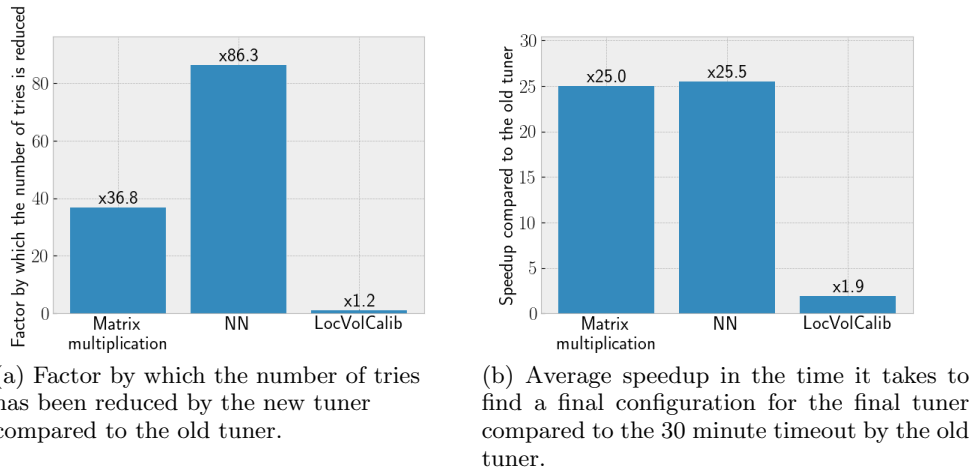 Factor by which the number of tries is reduced
80
60
40
20
0
x36.8
x86.3
x1.2
Matrix
multiplication
NN
LocVolCalib
Speedup compared to the old tuner
30
25
20
15
10
5
0
x25.0
x25.5
x1.9
Matrix
multiplication
NN
LocVolCalib
(a) Factor by which the number of tries
has been reduced by the new tuner
compared to the old tuner.
(b) Average speedup in the time it takes to
find a final configuration for the final tuner
compared to the 30 minute timeout by the old
tuner.